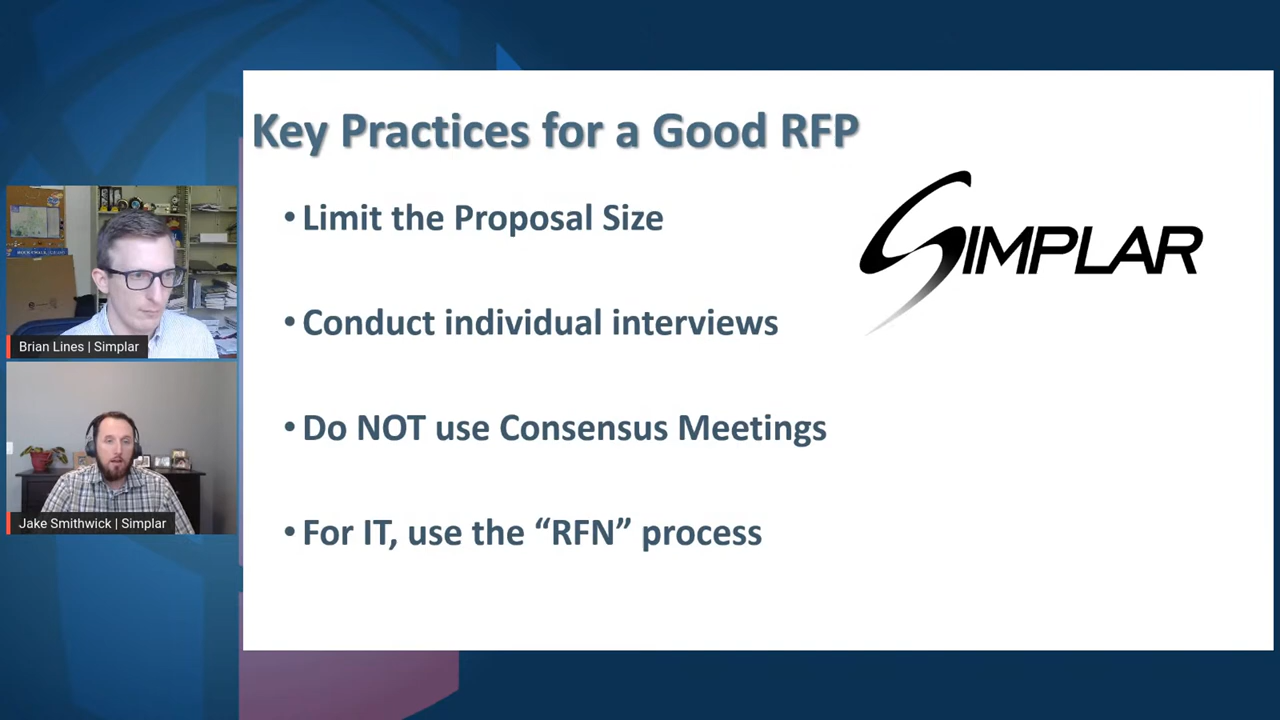 Key Practices for a Good RFP
• Limit the Proposal Size
SIMPLAR
• Conduct individual interviews
• Do NOT use Consensus Meetings
• For IT, use the “RFN” process
Brian Lines | Simplar
Jake Smithwick | Simplar